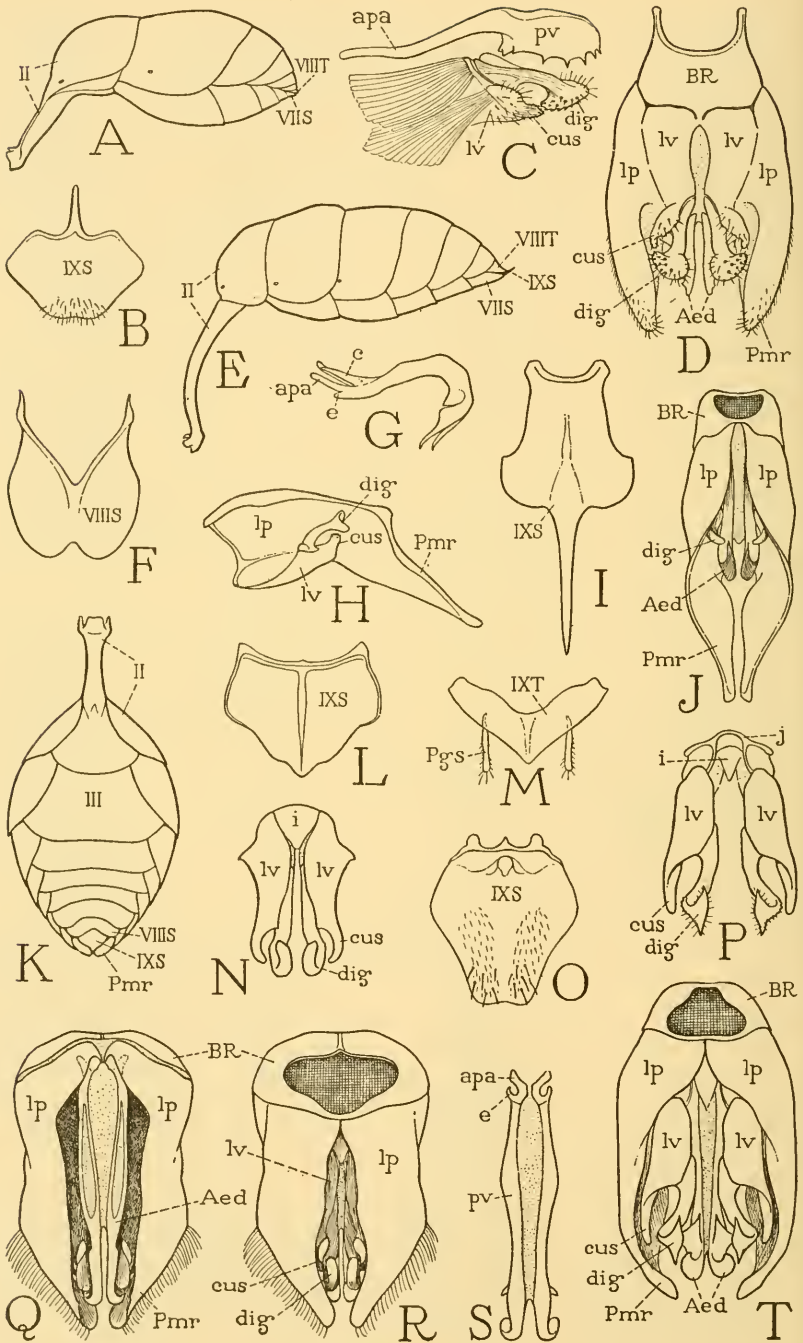 II
VIIIT
VIIS
A
apa
pv
dig
cus
lv
C
BR
lv
lv
lp
lp
cus
dig
Aed
Pmr
D
IXS
B
II
VIIIT
IXS
VIIS
E
c
apa
e
G
VIIIS
F
lp
dig
cus
lv
Pmr
H
IXS
I
BR
lp
lp
dig
Aed
Pmr
J
II
III
VIIIS
IXS
Pmr
K
IXS
L
IXT
Pgs
M
i
lv
lv
cus
dig
N
IXS
O
j
i
lv
lv
cus
dig
P
BR
lp
lp
Aed
Pmr
Q
lv
lp
cus
dig
R
apa
e
pv
S
BR
lp
lp
lv
lv
cus
dig
Pmr
Aed
T